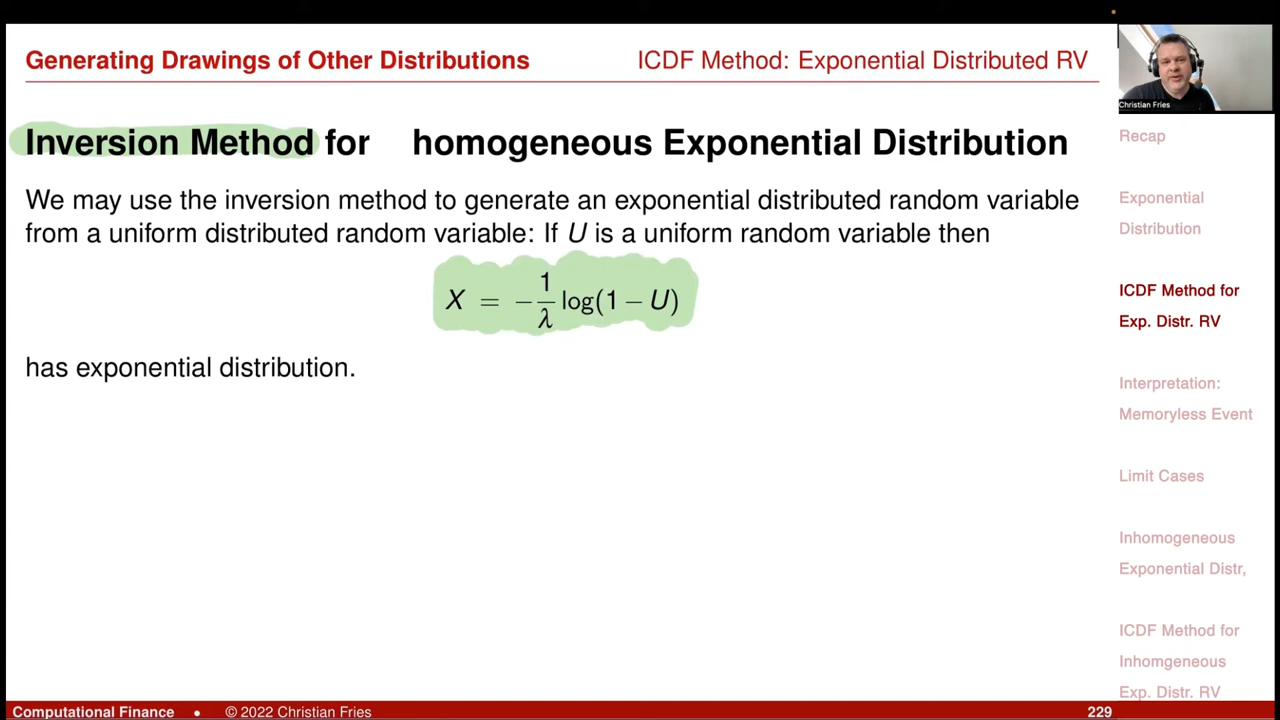 Generating Drawings of Other Distributions
ICDF Method: Exponential Distributed RV
Christian Fries
Inversion Method for homogeneous Exponential Distribution
We may use the inversion method to generate an exponential distributed random variable
from a uniform distributed random variable: If U is a uniform random variable then
X = −1/λ log(1 − U)
has exponential distribution.
Recap
Exponential
Distribution
ICDF Method for
Exp. Distr. RV
Interpretation:
Memoryless Event
Limit Cases
Inhomogeneous
Exponential Distr,
ICDF Method for
Inhomgeneous
Exp. Distr. RV
Computational Finance • © 2022 Christian Fries 229